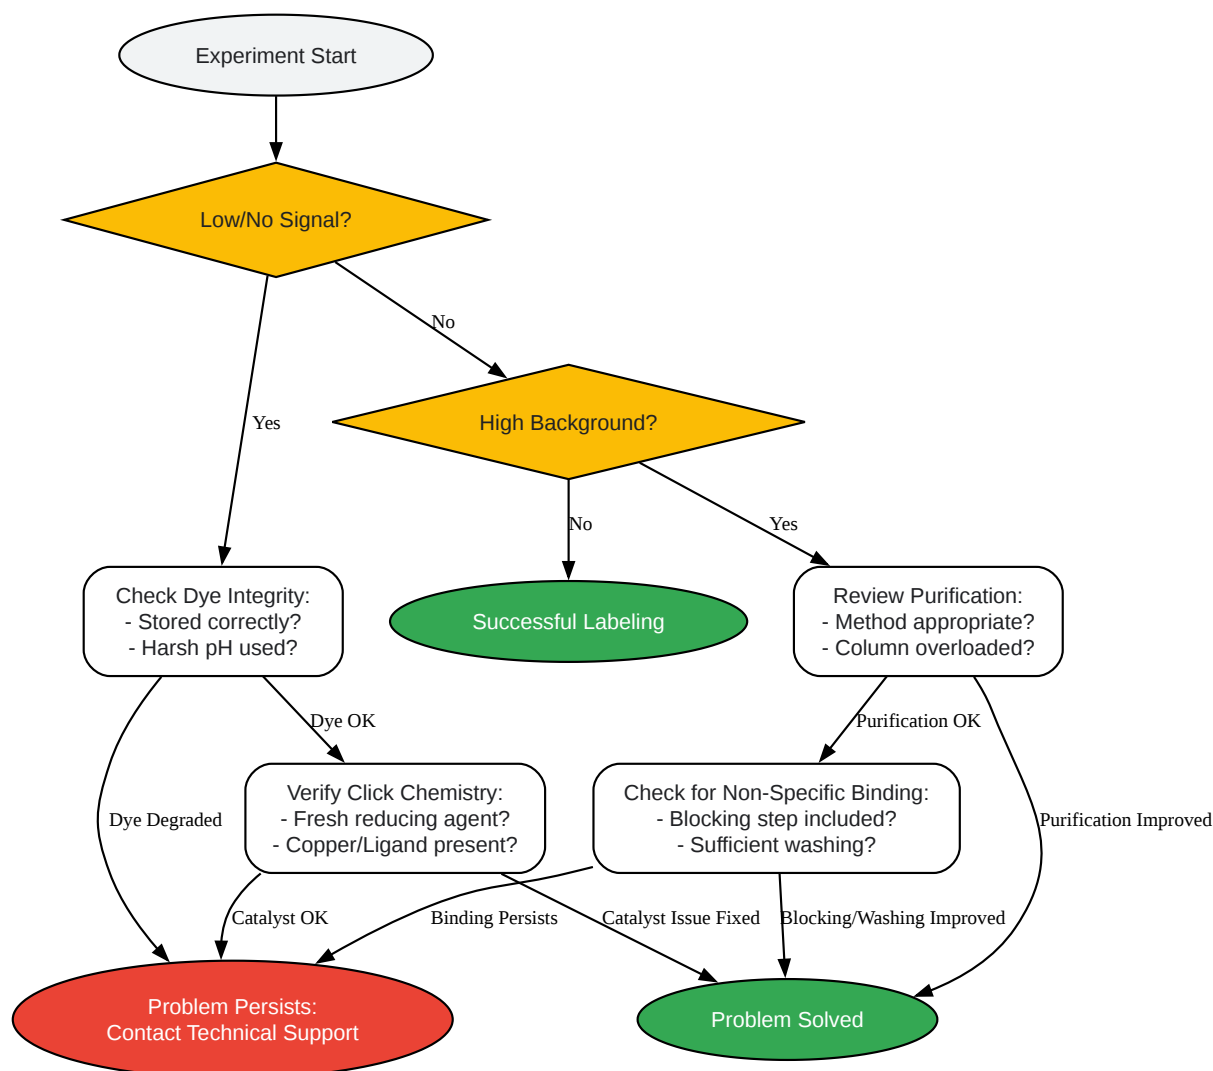 Experiment Start
Low/No Signal?
No
Yes
High Background?
No
Yes
Check Dye Integrity:
- Stored correctly?
- Harsh pH used?
Successful Labeling
Review Purification:
- Method appropriate?
- Column overloaded?
Dye OK
Purification OK
Dye Degraded
Verify Click Chemistry:
- Fresh reducing agent?
- Copper/Ligand present?
Check for Non-Specific Binding:
- Blocking step included?
- Sufficient washing?
Purification Improved
Catalyst OK
Binding Persists
Catalyst Issue Fixed
Blocking/Washing Improved
Problem Persists:
Contact Technical Support
Problem Solved